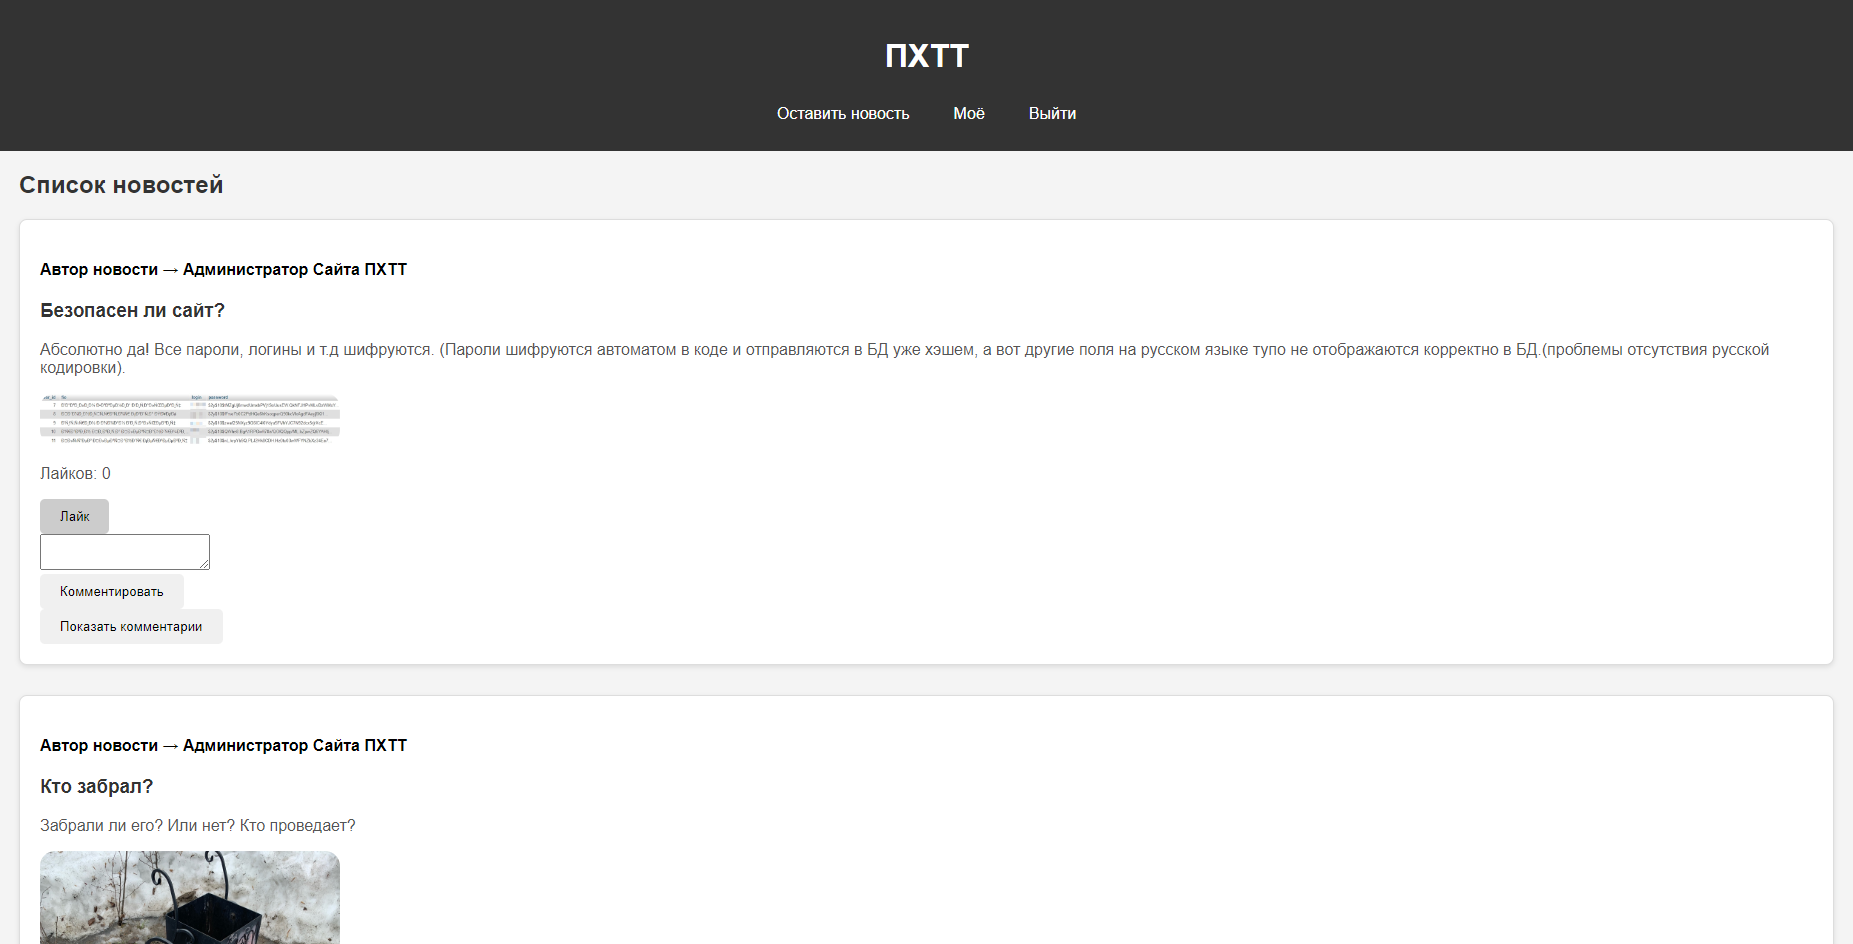 ПХТТ
Оставить новость Моё Выйти
Список новостей
Автор новости → Администратор Сайта ПХТТ
Безопасен ли сайт?
Абсолютно да! Все пароли, логины и т.д шифруются. (Пароли шифруются автоматом в коде и отправляются в БД уже хэшем, а вот другие поля на русском языке тупо не отображаются корректно в БД.(проблемы отсутствия русской
кодировки).
login password
Лайков: 0
Лайк
Комментировать
Показать комментарии
Автор новости → Администратор Сайта ПХТТ
Кто забрал?
Забрали ли его? Или нет? Кто проведает?